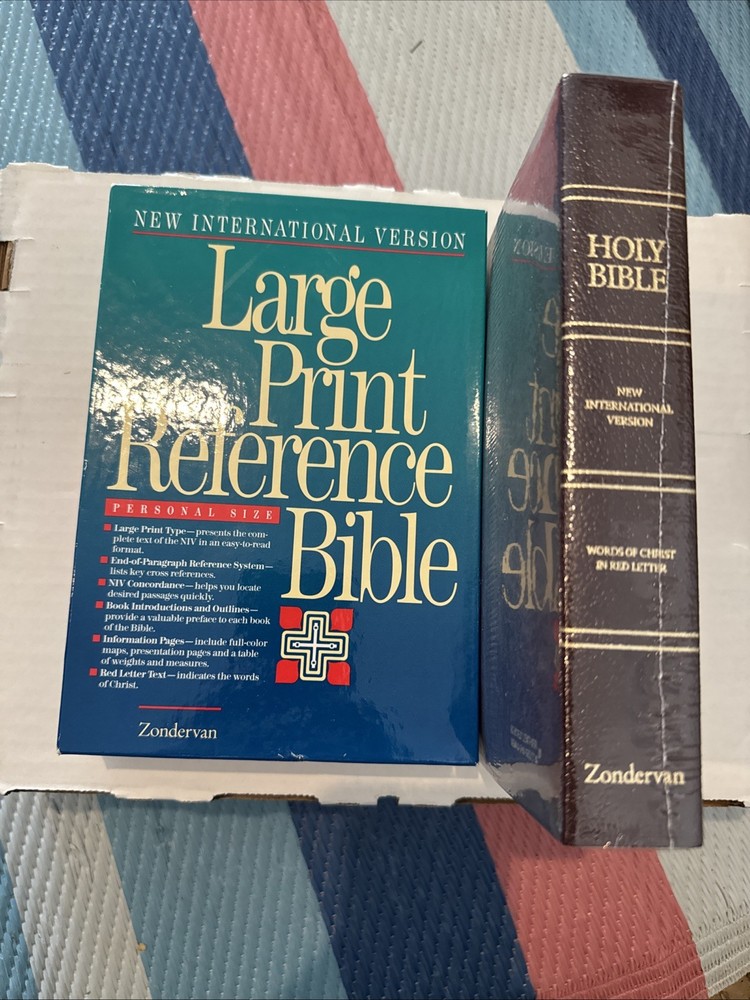 NEW INTERNATIONAL VERSION
Large
Print
Reference
PERSONAL SIZE
Bible
Large Print Type—presents the com-
plete text of the NIV in an easy-to-read
format.
End-of-Paragraph Reference System—
lists key cross references.
NIV Concordance—helps you locate
desired passages quickly.
Book Introductions and Outlines—
provide a valuable preface to each book
of the Bible.
Information Pages—include full-color
maps, presentation pages and a table
of weights and measures.
Red Letter Text—indicates the words
of Christ.
Zondervan
HOLY
BIBLE
NEW
INTERNATIONAL
VERSION
WORDS OF CHRIST
IN RED LETTER
Zondervan